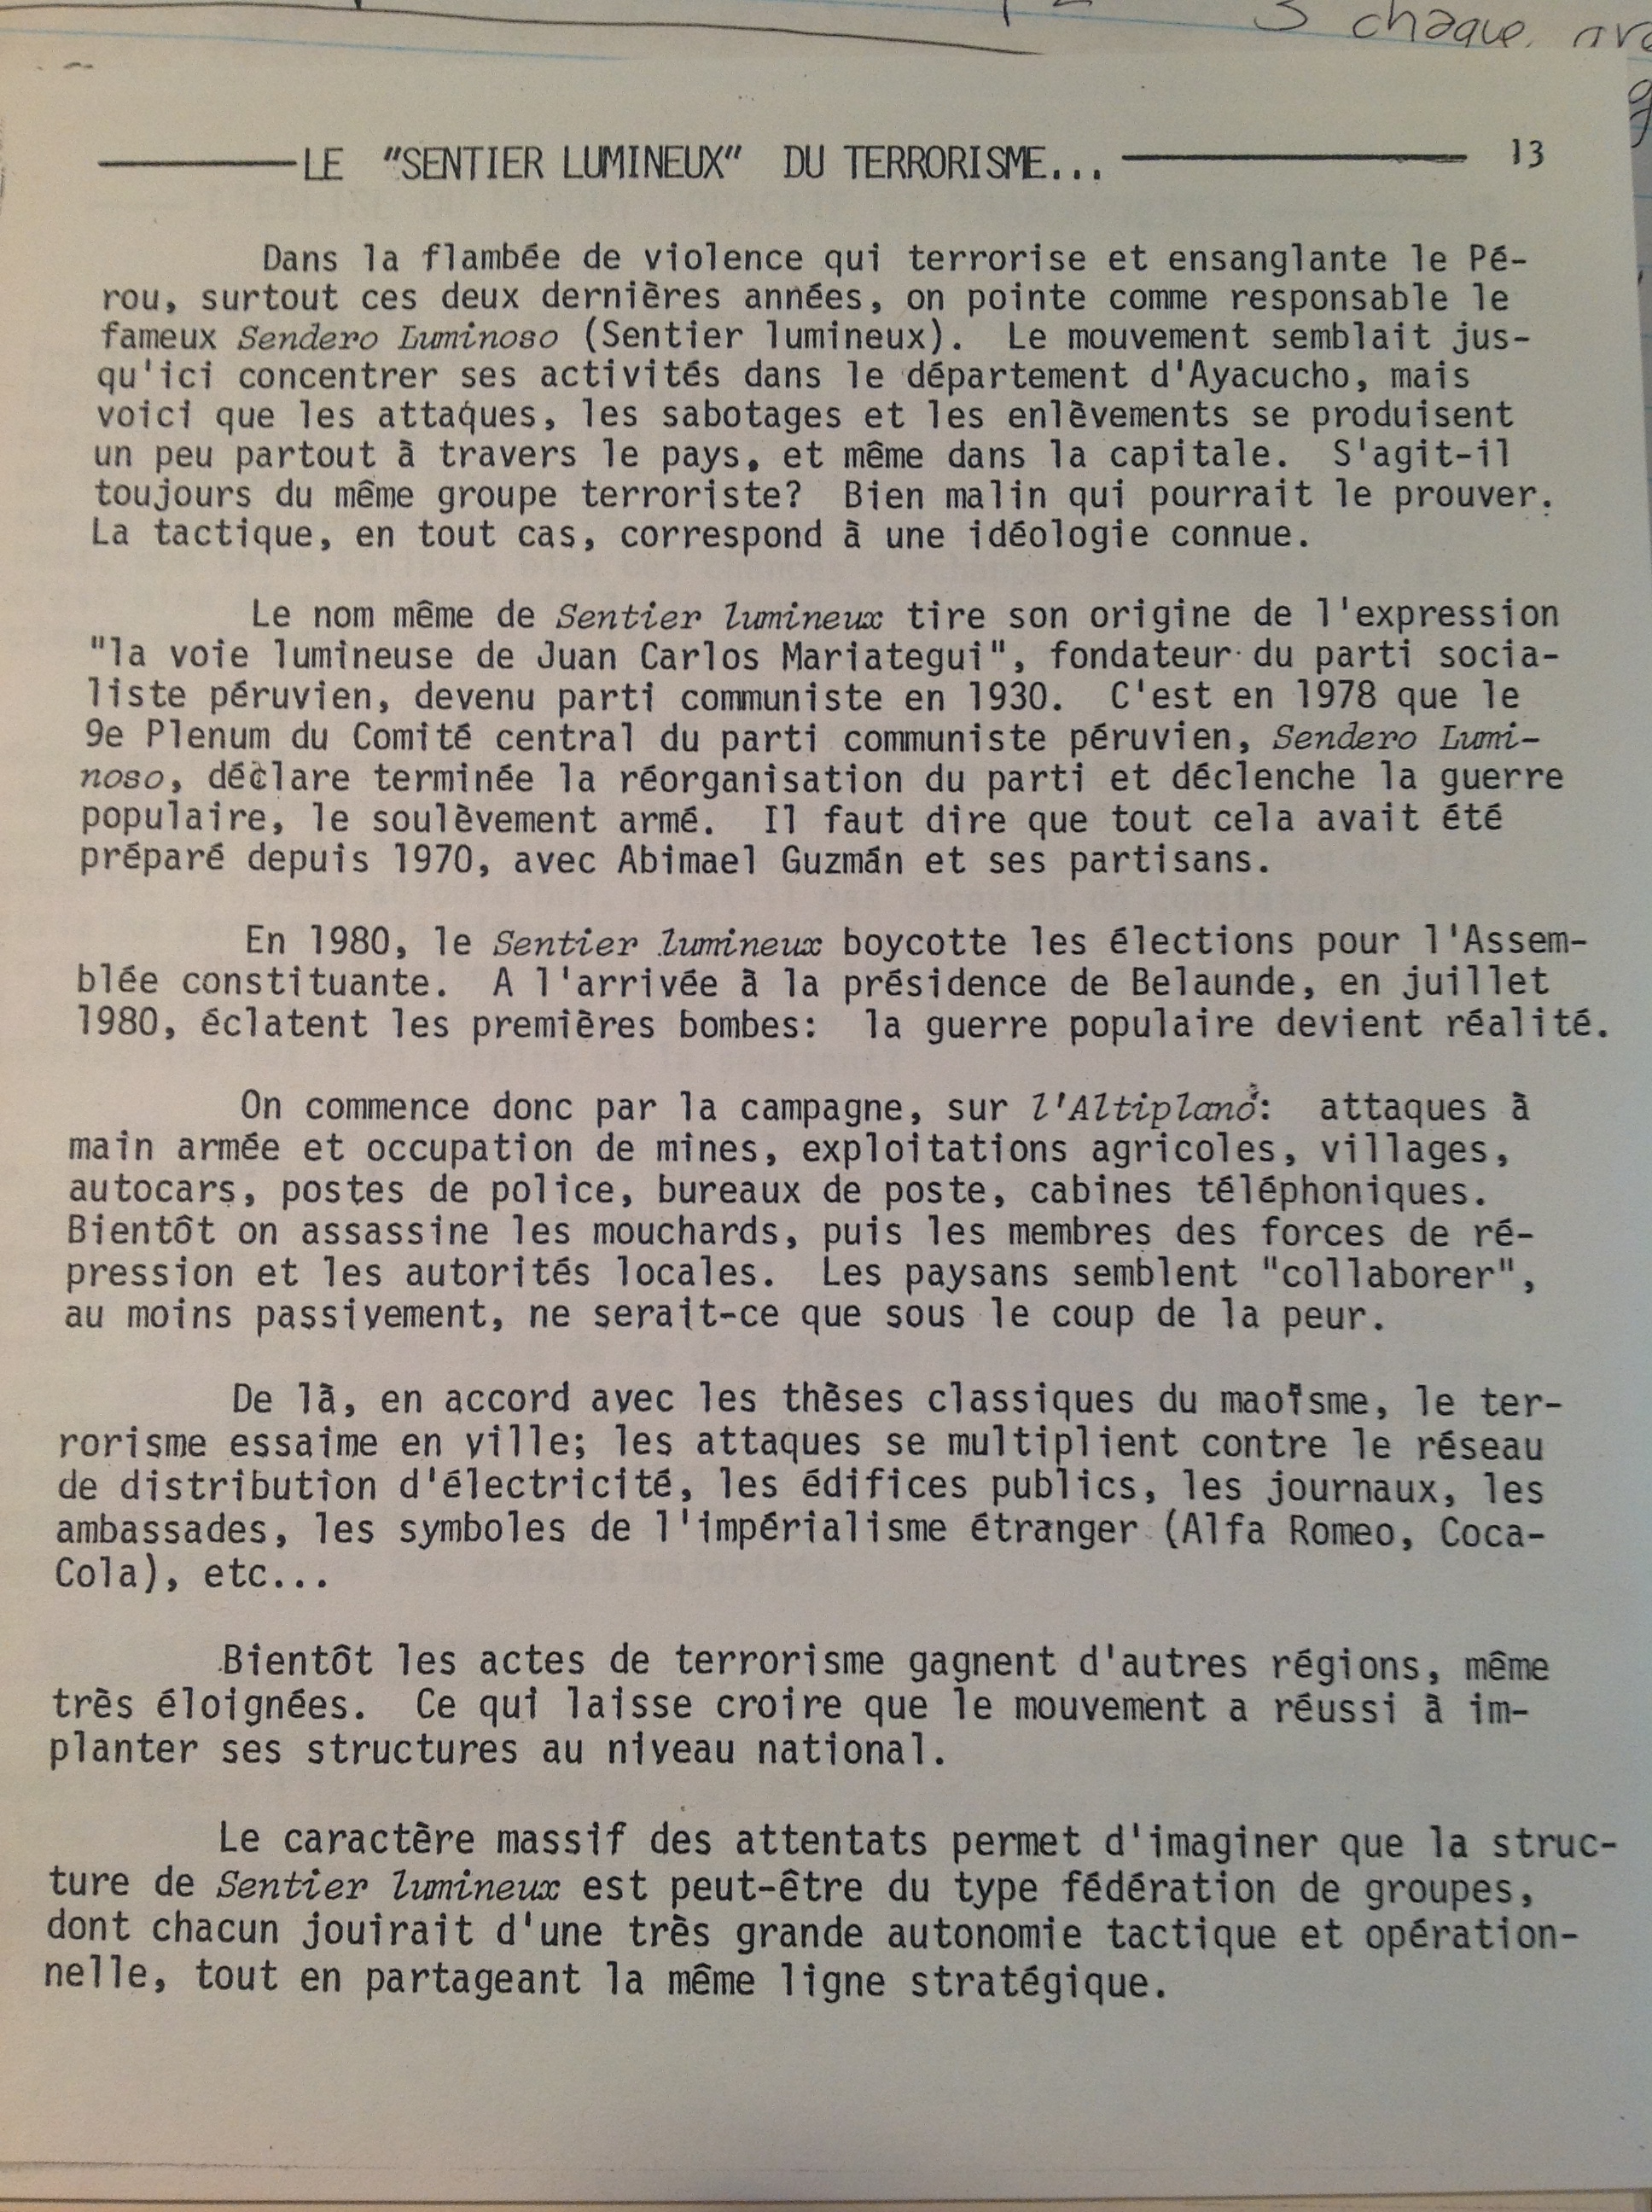 3 chaque
LE "SENTIER LUMINEUX" DU TERRORISME... 13
Dans la flambée de violence qui terrorise et ensanglante le Pé-
rou, surtout ces deux dernières années, on pointe comme responsable le
fameux Sendero Luminoso (Sentier lumineux). Le mouvement semblait jus-
qu'ici concentrer ses activités dans le département d'Ayacucho, mais
voici que les attaques, les sabotages et les enlèvements se produisent
un peu partout à travers le pays, et même dans la capitale. S'agit-il
toujours du même groupe terroriste? Bien malin qui pourrait le prouver.
La tactique, en tout cas, correspond à une idéologie connue.
Le nom même de Sentier lumineux tire son origine de l'expression
"la voie lumineuse de Juan Carlos Mariategui", fondateur du parti socia-
liste péruvien, devenu parti communiste en 1930. C'est en 1978 que le
9e Plenum du Comité central du parti communiste péruvien, Sendero Lumi-
noso, déclare terminée la réorganisation du parti et déclenche la guerre
populaire, le soulèvement armé. Il faut dire que tout cela avait été
préparé depuis 1970, avec Abimael Guzmán et ses partisans.
En 1980, le Sentier lumineux boycotte les élections pour l'Assem-
blée constituante. A l'arrivée à la présidence de Belaunde, en juillet
1980, éclatent les premières bombes: la guerre populaire devient réalité.
On commence donc par la campagne, sur l'Altiplano: attaques à
main armée et occupation de mines, exploitations agricoles, villages,
autocars, postes de police, bureaux de poste, cabines téléphoniques.
Bientôt on assassine les mouchards, puis les membres des forces de ré-
pression et les autorités locales. Les paysans semblent "collaborer",
au moins passivement, ne serait-ce que sous le coup de la peur.
De là, en accord avec les thèses classiques du maoïsme, le ter-
rorisme essaime en ville; les attaques se multiplient contre le réseau
de distribution d'électricité, les édifices publics, les journaux, les
ambassades, les symboles de l'impérialisme étranger (Alfa Romeo, Coca-
Cola), etc...
Bientôt les actes de terrorisme gagnent d'autres régions, même
très éloignées. Ce qui laisse croire que le mouvement a réussi à im-
planter ses structures au niveau national.
Le caractère massif des attentats permet d'imaginer que la struc-
ture de Sentier lumineux est peut-être du type fédération de groupes,
dont chacun jouirait d'une très grande autonomie tactique et opération-
nelle, tout en partageant la même ligne stratégique.